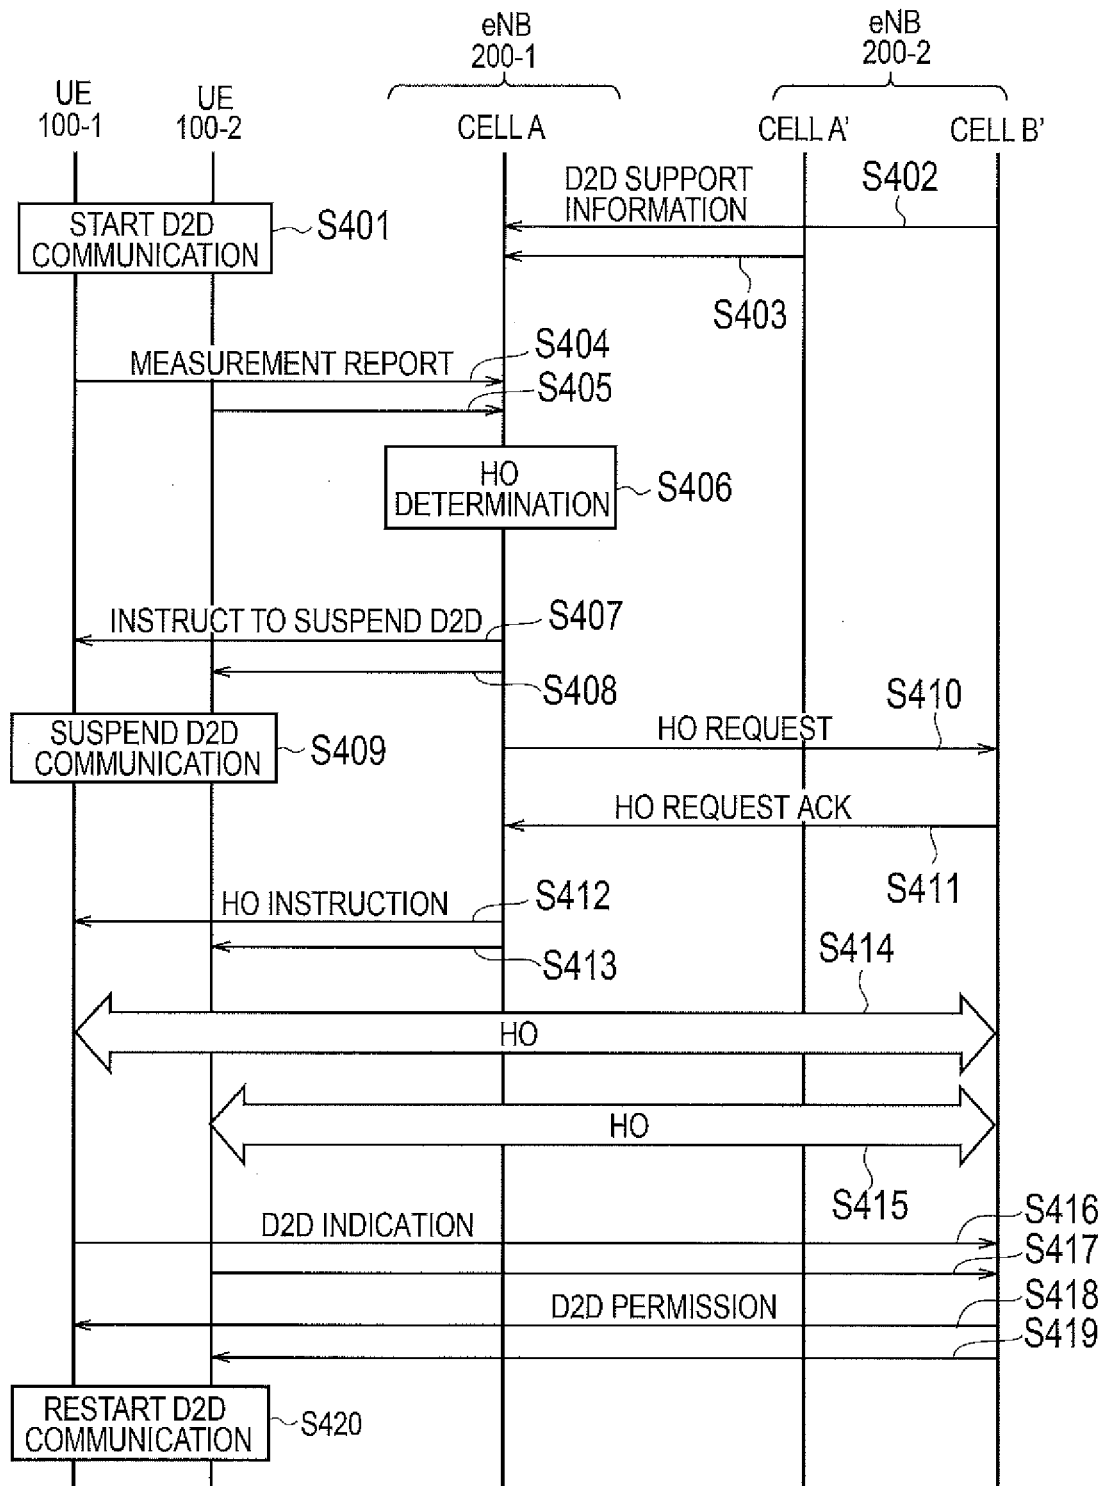 eNB
200-1
eNB
200-2
UE
100-1
UE
100-2
CELL A
CELL A'
CELL B'
D2D SUPPORT
INFORMATION
S402
START D2D
COMMUNICATION
S401
S403
MEASUREMENT REPORT
S404
S405
HO
DETERMINATION
S406
INSTRUCT TO SUSPEND D2D
S407
S408
S410
SUSPEND D2D
COMMUNICATION
S409
HO REQUEST
HO REQUEST ACK
S411
HO INSTRUCTION
S412
S413
S414
HO
HO
S415
D2D INDICATION
S416
S417
D2D PERMISSION
S418
S419
RESTART D2D
COMMUNICATION
S420